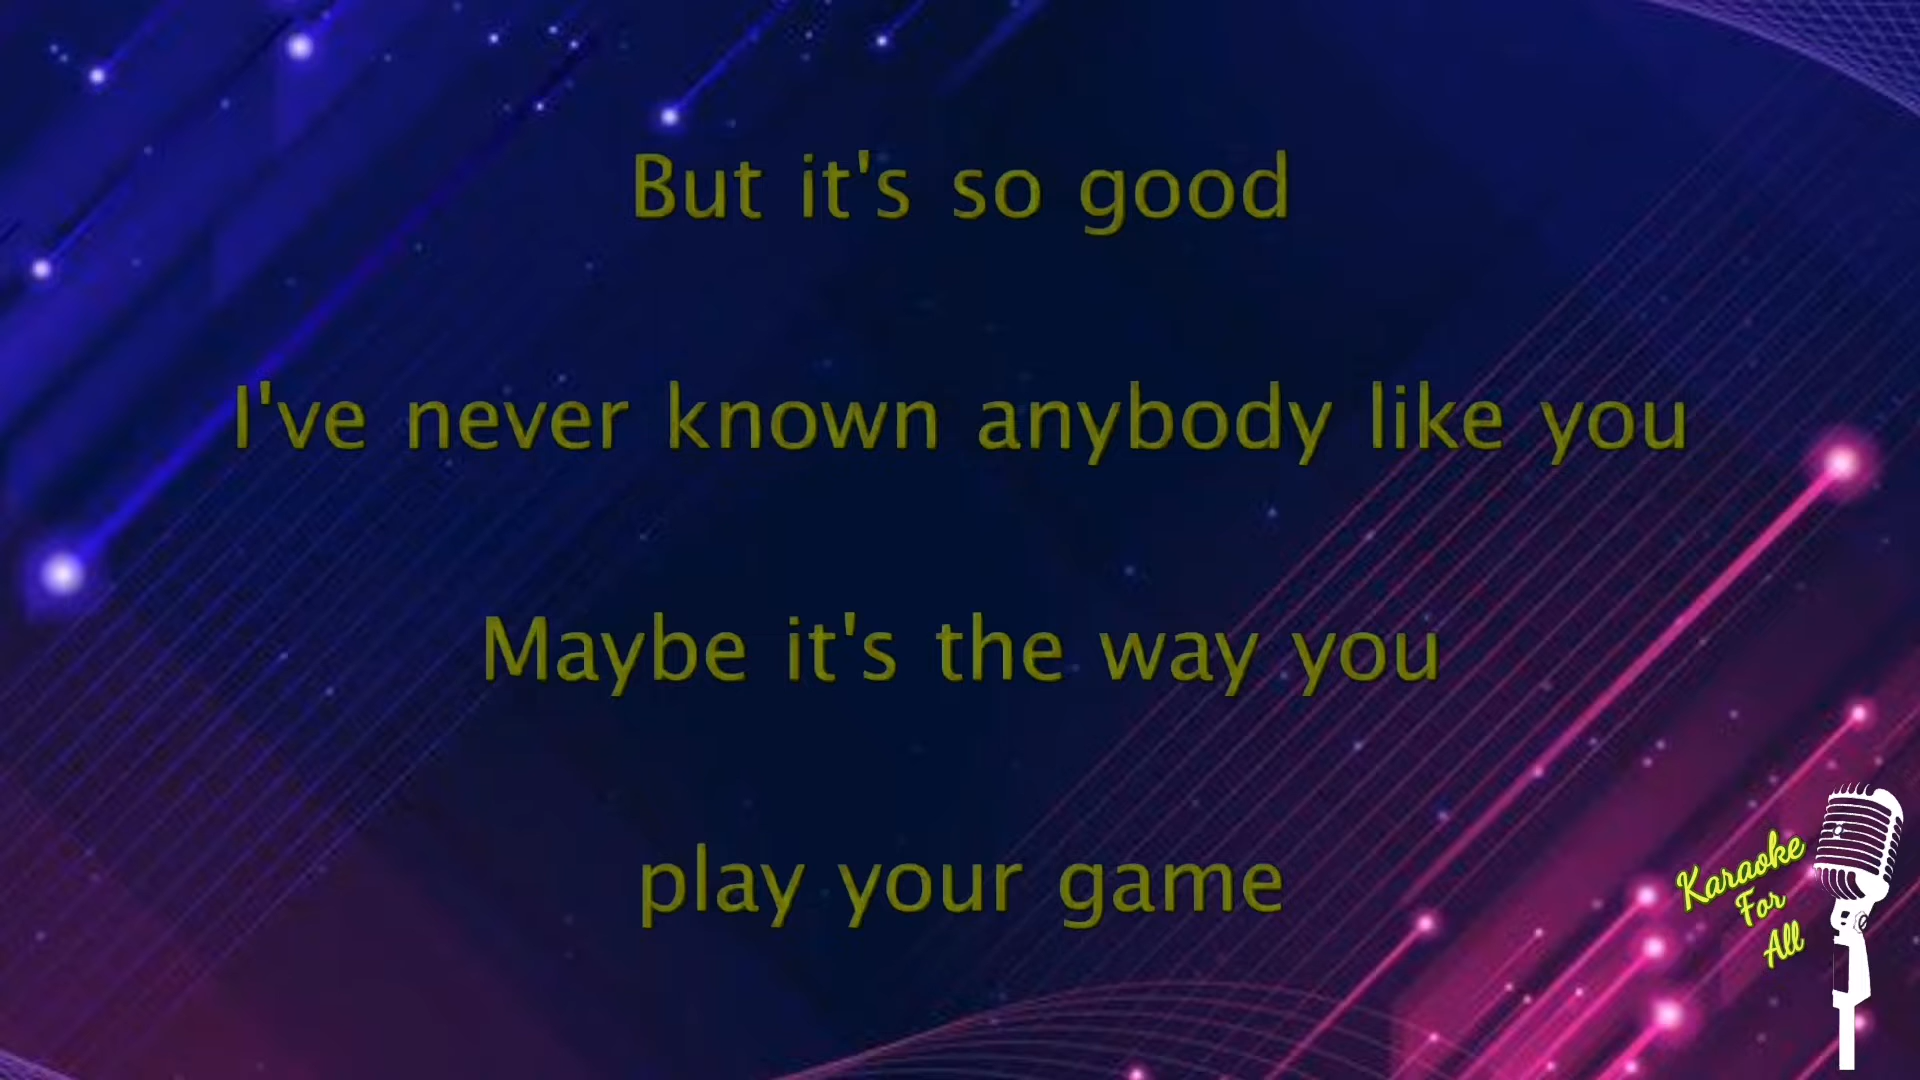 But it's so good
I've never known anybody like you
Maybe it's the way you
play your game
Karaoke
For
All